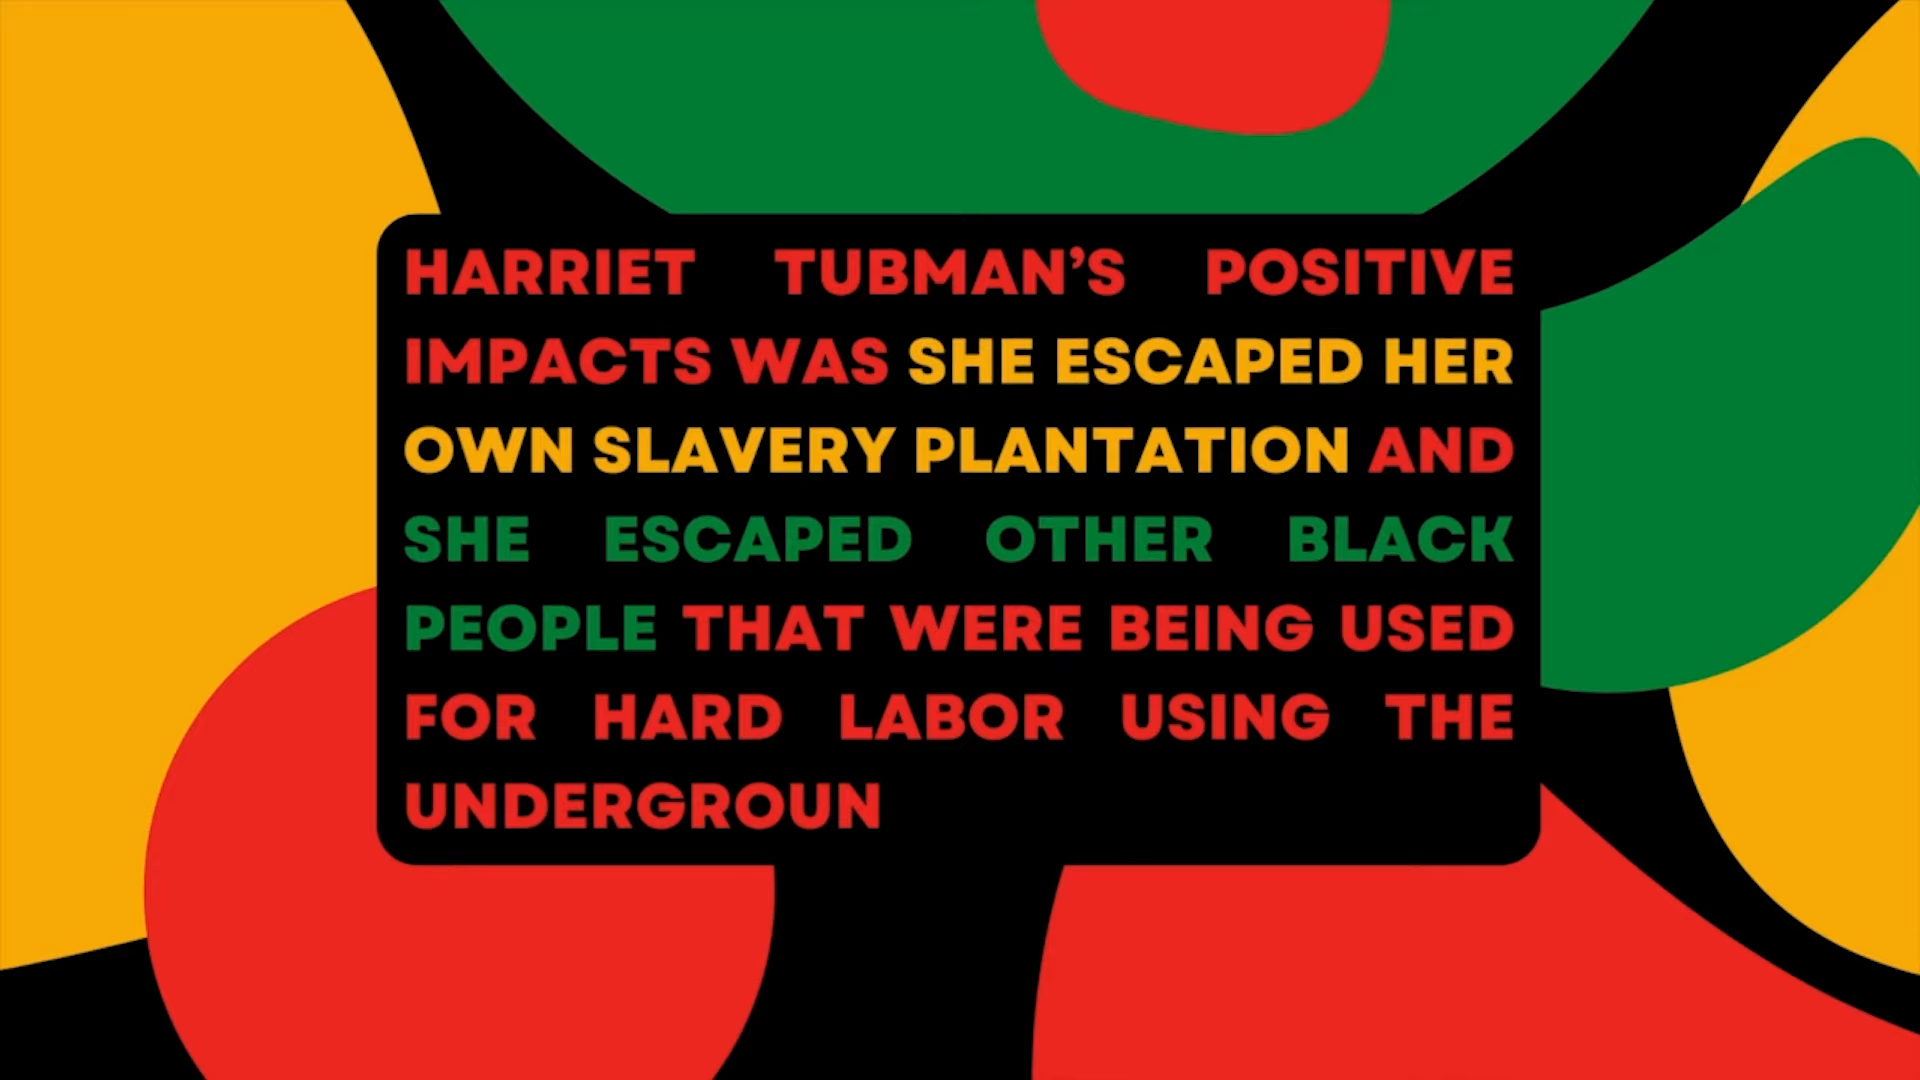 HARRIET TUBMAN’S POSITIVE
IMPACTS WAS SHE ESCAPED HER
OWN SLAVERY PLANTATION AND
SHE ESCAPED OTHER BLACK
PEOPLE THAT WERE BEING USED
FOR HARD LABOR USING THE
UNDERGROUN